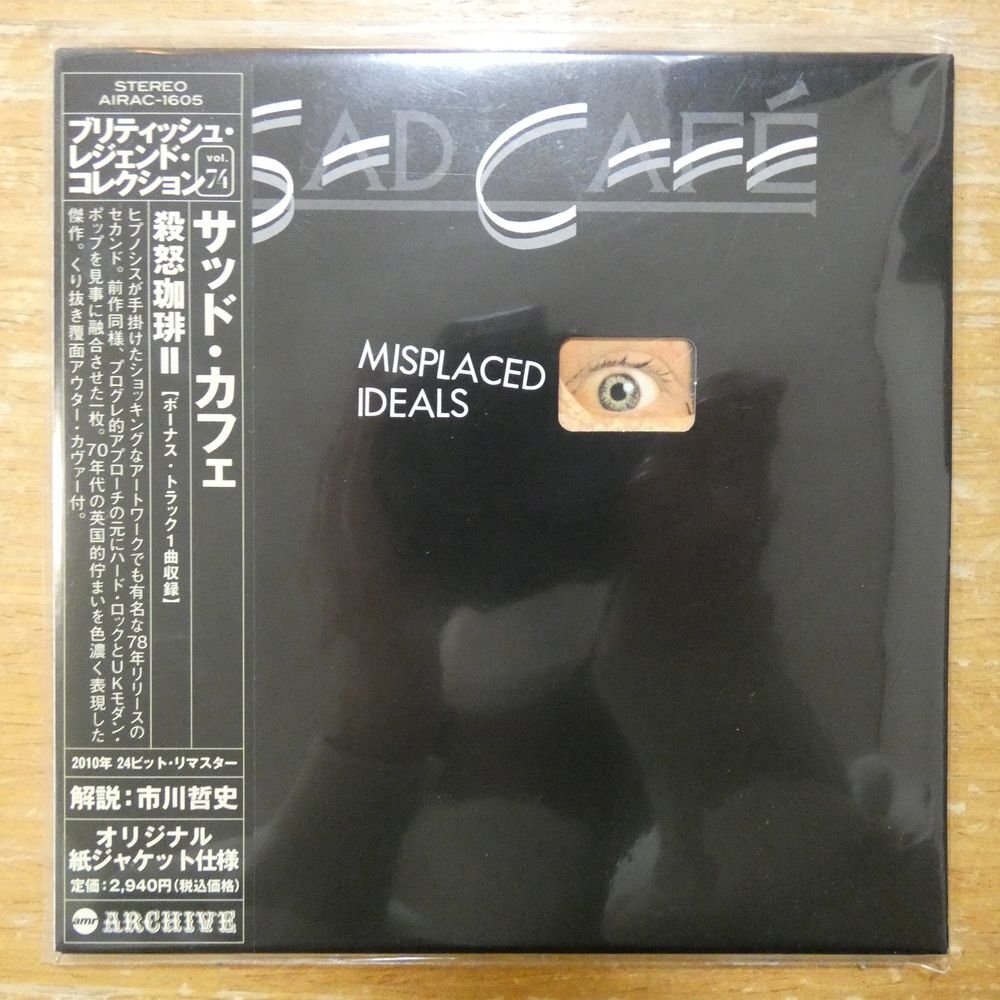 STEREO
AIRAC-1605
ブリティッシュ・
レジェンド・
コレクション
vol.
74
サッド・カフェ
殺怒珈琲II【ボーナス・トラック1曲収録】
ヒプノシスが手掛けたショッキングなアートワークでも有名な78年リリースの
セカンド。前作同様、プログレ的アプローチの元にハード・ロックとUKモダン・
ポップを見事に融合させた一枚。70年代の英国的佇まいを色濃く表現した
傑作。くり抜き覆面アウター・カヴァー付。
2010年 24ビット・リマスター
解説:市川哲史
オリジナル
紙ジャケット仕様
定価:2,940円(税込価格)
amr ARCHIVE
SAD CAFÉ
MISPLACED
IDEALS